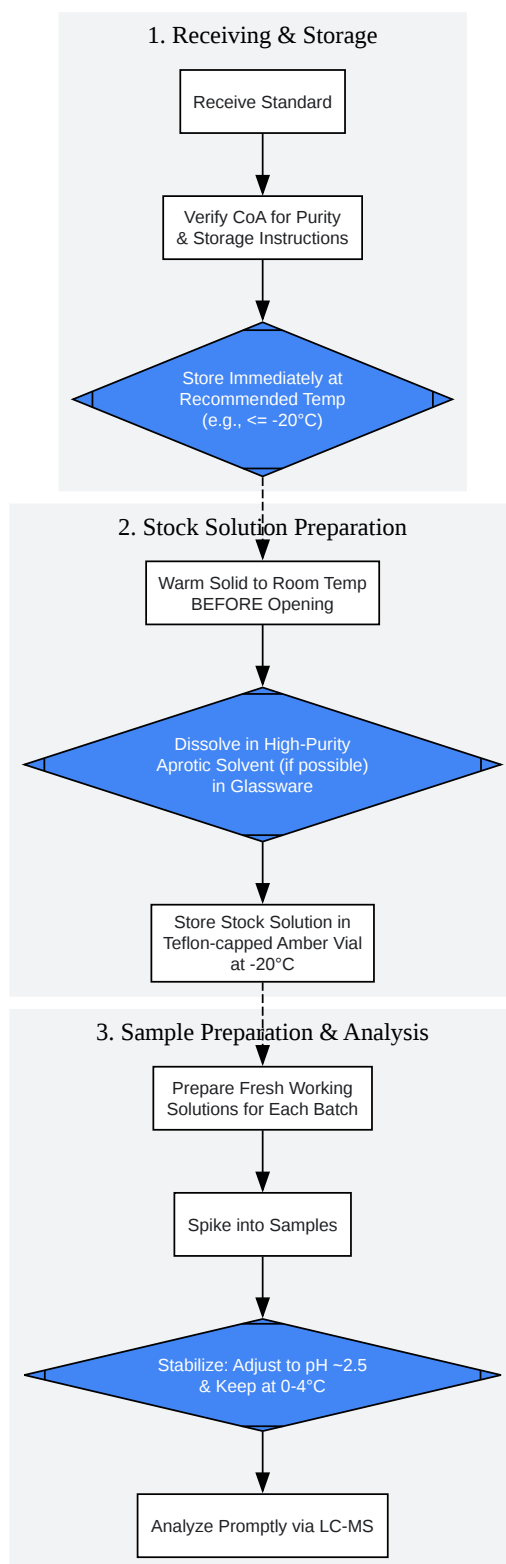 1. Receiving & Storage
Receive Standard
Verify CoA for Purity
& Storage Instructions
Store Immediately at
Recommended Temp
(e.g., <= -20°C)
2. Stock Solution Preparation
Warm Solid to Room Temp
BEFORE Opening
Dissolve in High-Purity
Aprotic Solvent (if possible)
in Glassware
Store Stock Solution in
Teflon-capped Amber Vial
at -20°C
3. Sample Preparation & Analysis
Prepare Fresh Working
Solutions for Each Batch
Spike into Samples
Stabilize: Adjust to pH ~2.5
& Keep at 0-4°C
Analyze Promptly via LC-MS